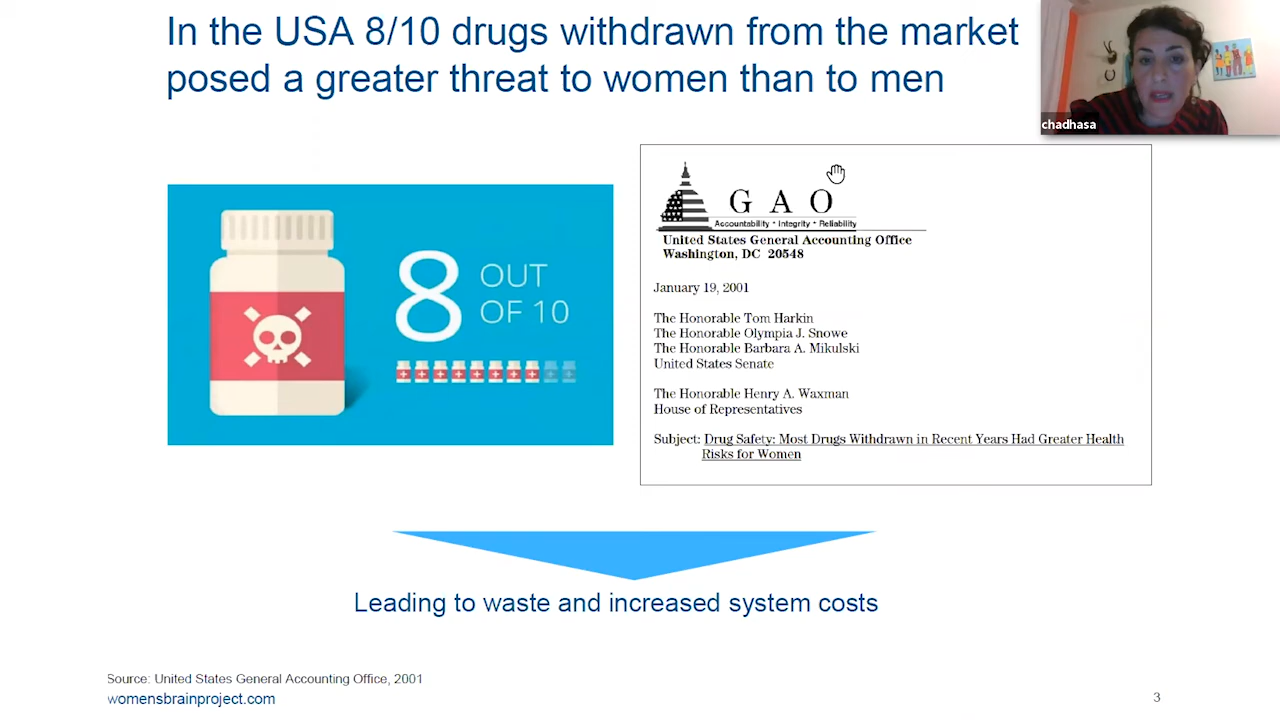 In the USA 8/10 drugs withdrawn from the market
posed a greater threat to women than to men
chadhasa
8 OUT
OF 10
G A O
Accountability * Integrity * Reliability
United States General Accounting Office
Washington, DC 20548
January 19, 2001
The Honorable Tom Harkin
The Honorable Olympia J. Snowe
The Honorable Barbara A. Mikulski
United States Senate
The Honorable Henry A. Waxman
House of Representatives
Subject: Drug Safety: Most Drugs Withdrawn in Recent Years Had Greater Health
Risks for Women
Leading to waste and increased system costs
Source: United States General Accounting Office, 2001
womensbrainproject.com
3